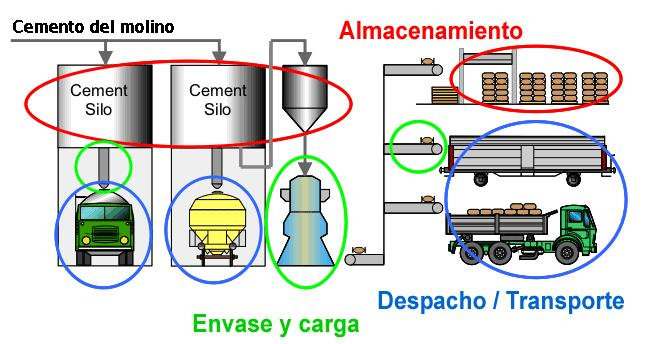 Cemento del molino
Almacenamiento
Cement
Silo
Cement
Silo
Despacho / Transporte
Envase y carga